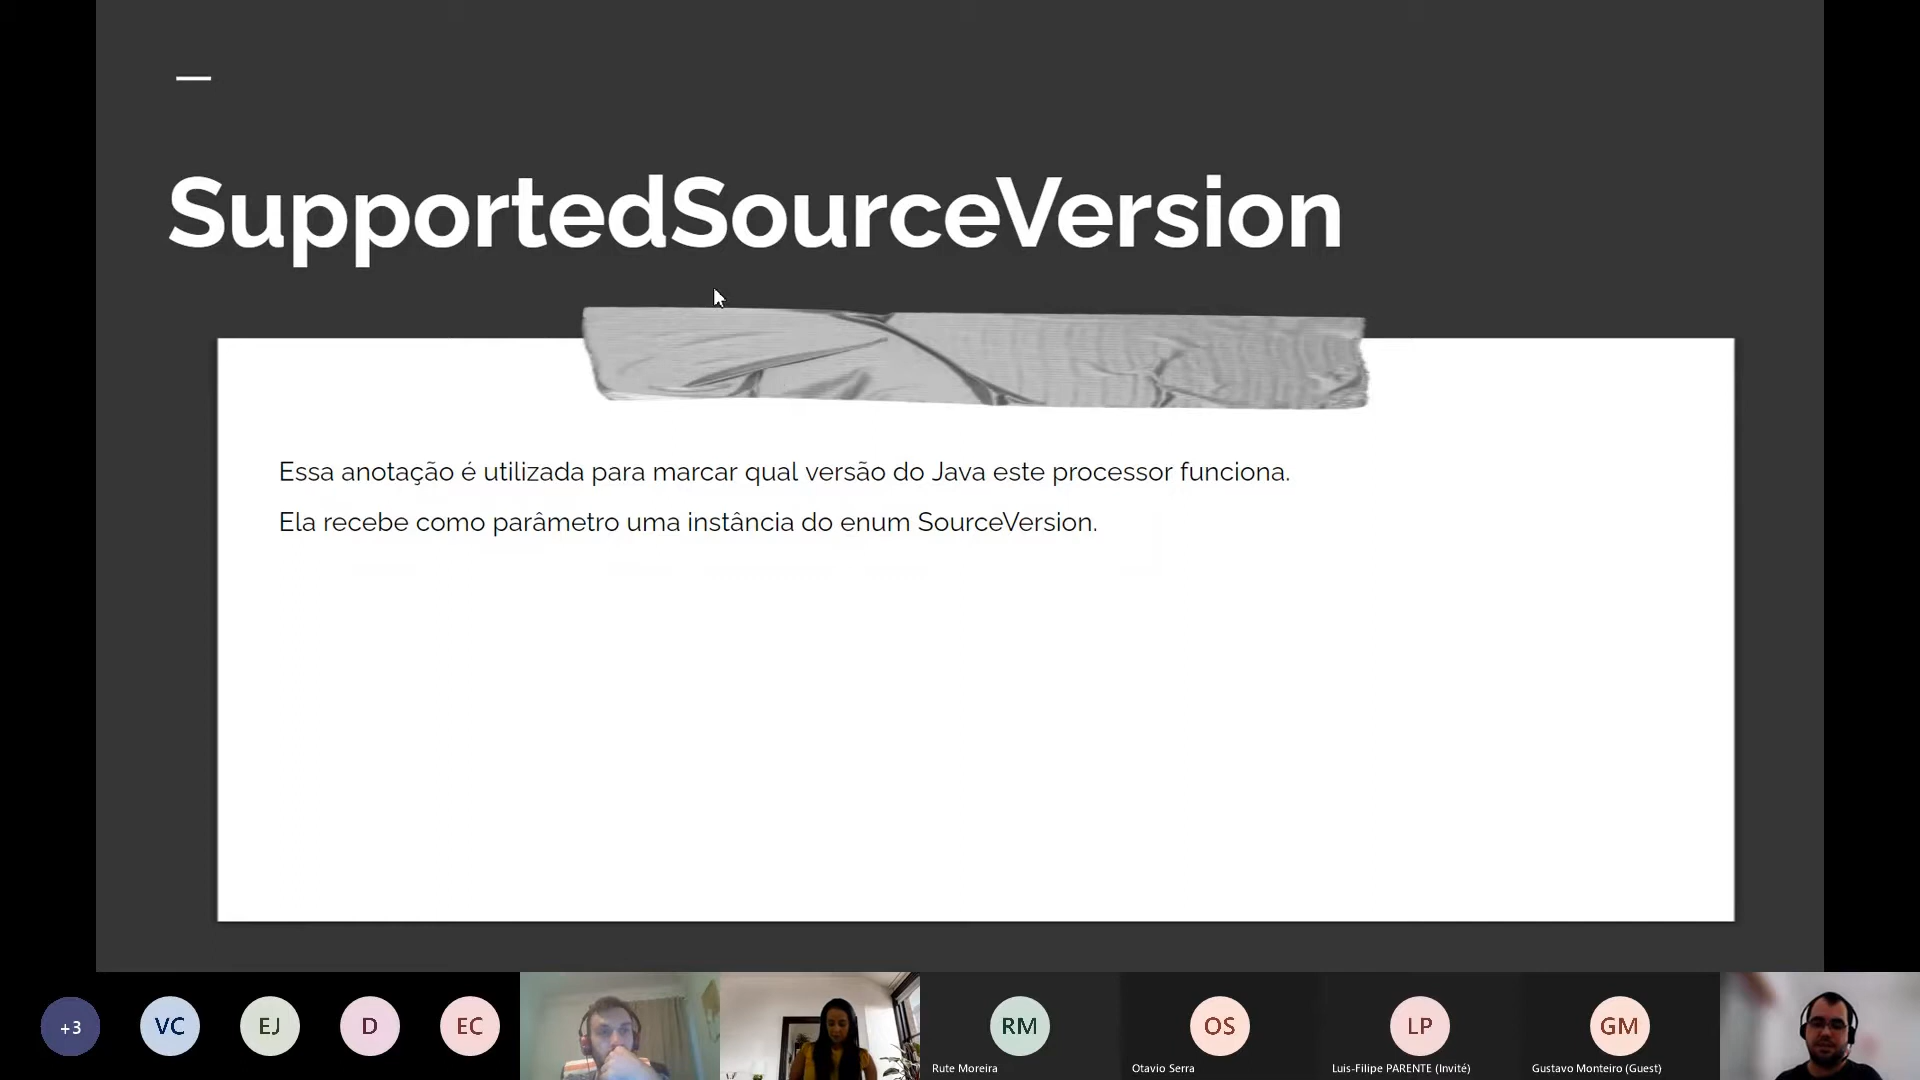 SupportedSourceVersion
Essa anotação é utilizada para marcar qual versão do Java este processor funciona.
Ela recebe como parâmetro uma instância do enum SourceVersion.
+3
VC
EJ
D
EC
RM
OS
LP
GM
Rute Moreira
Otavio Serra
Luis-Filipe PARENTE (Invité)
Gustavo Monteiro (Guest)